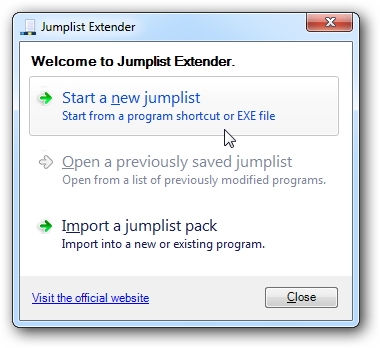 Jumplist Extender
Welcome to Jumplist Extender.
Start a new jumplist
Start from a program shortcut or EXE file
Open a previously saved jumplist
Open from a list of previously modified programs.
Import a jumplist pack
Import into a new or existing program.
Visit the official website
Close